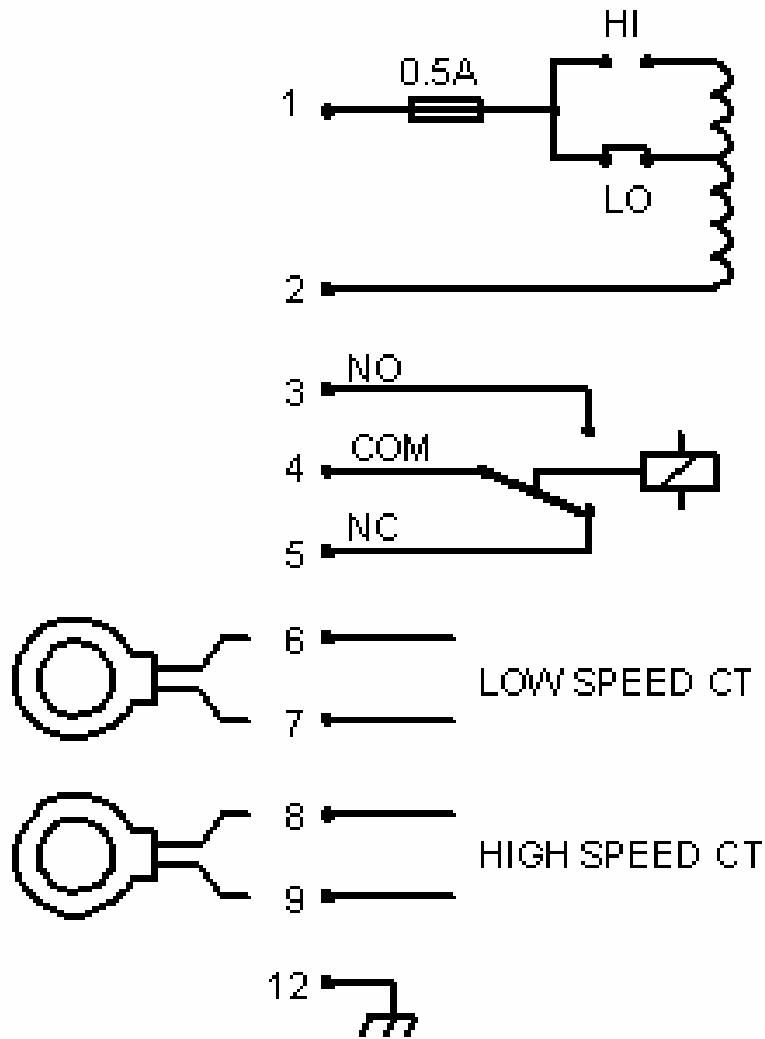 HI
0.5A
1
LO
2
3 NO
4 COM
5 NC
6
LOW SPEED CT
7
8
HIGH SPEED CT
9
12